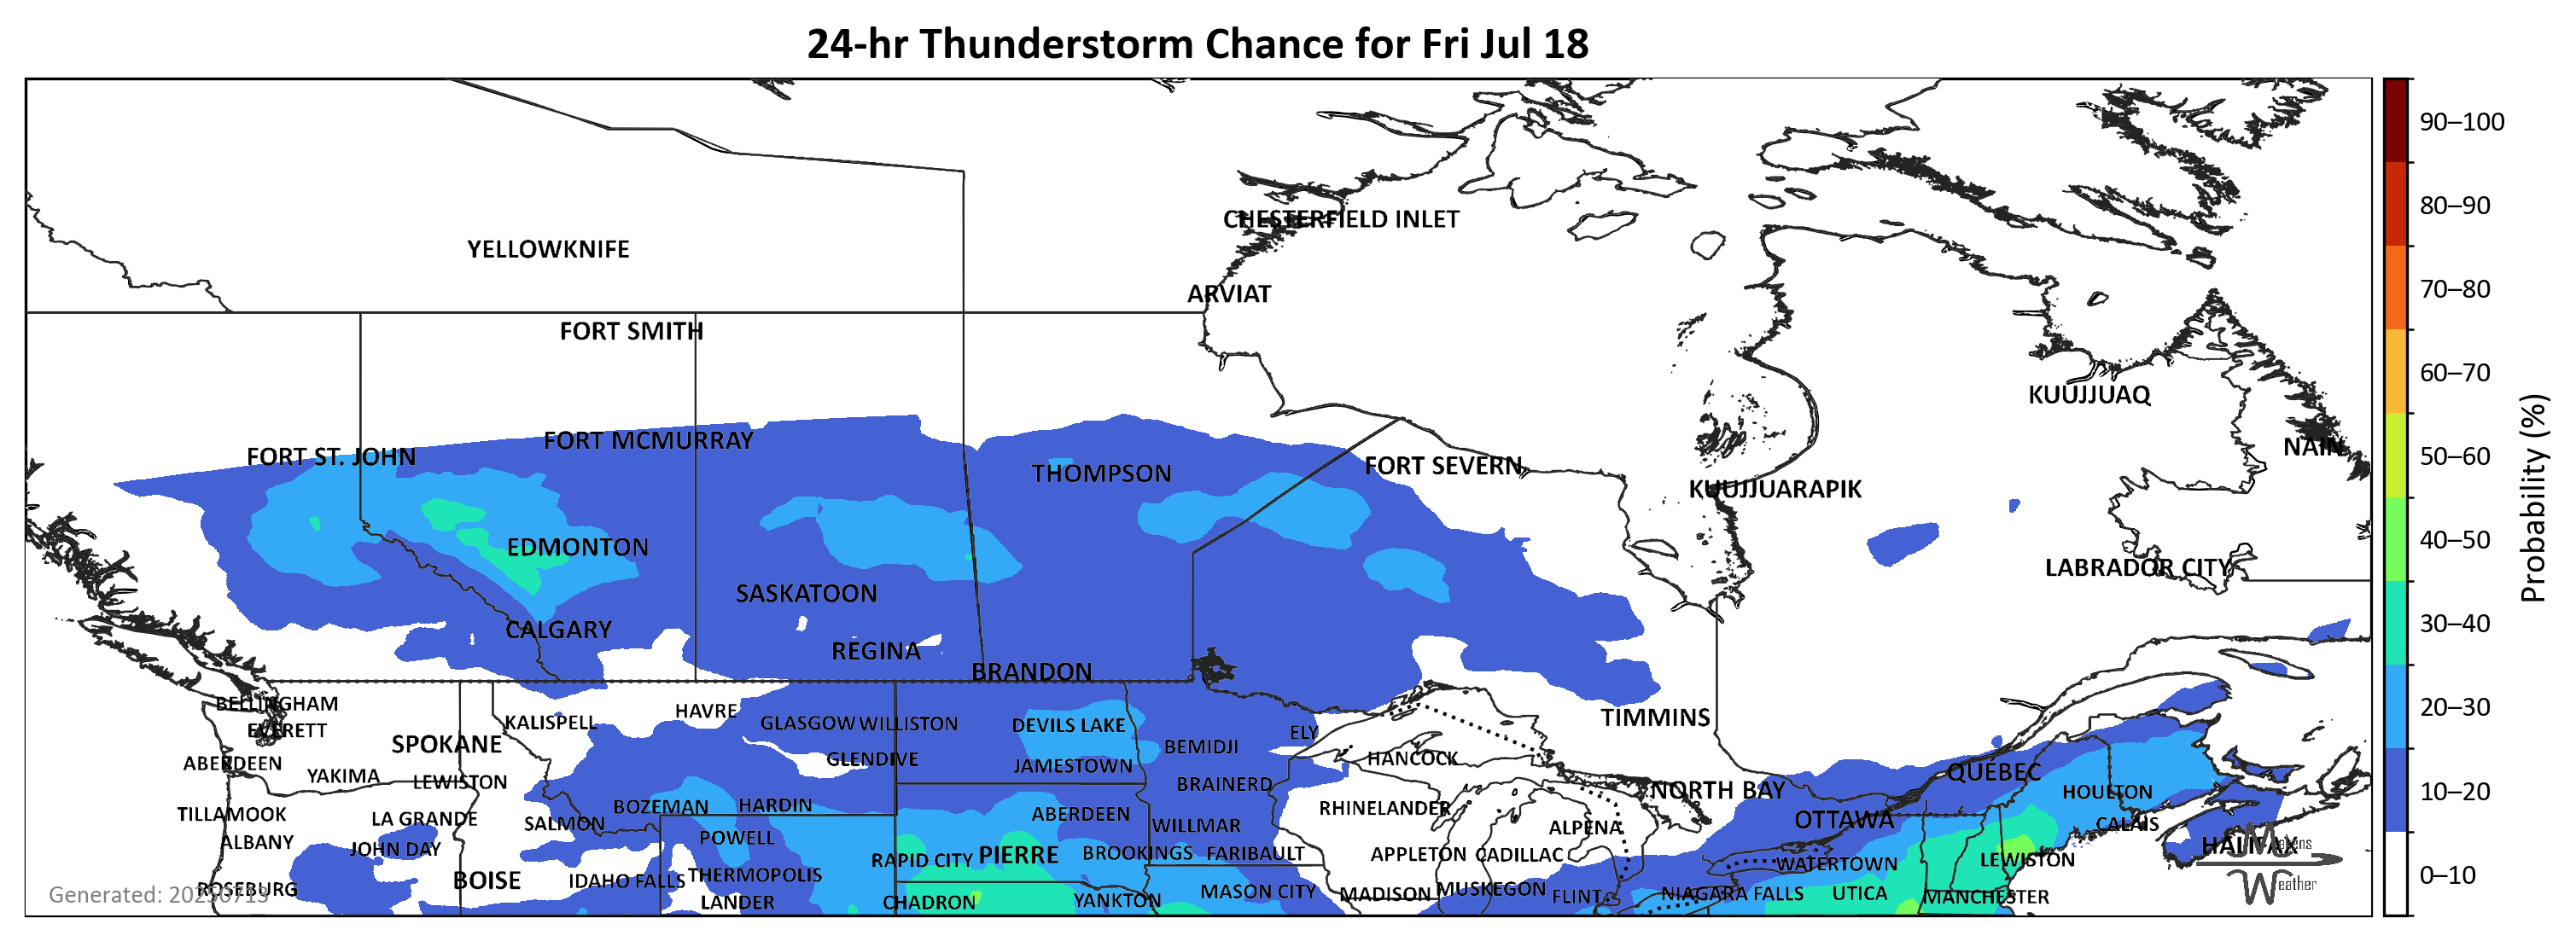 24-hr Thunderstorm Chance for Fri Jul 18
90–100
80–90
CHESTERFIELD INLET
YELLOWKNIFE
70–80
ARVIAT
FORT SMITH
60–70
KUUJJUAQ
FORT MCMURRAY
NAIN
FORT ST. JOHN
50–60
FORT SEVERN
THOMPSON
KUUJJUARAPIK
Probability (%)
40–50
EDMONTON
LABRADOR CITY
SASKATOON
30–40
CALGARY
REGINA
BRANDON
BELLINGHAM
20–30
HAVRE
TIMMINS
KALISPELL
GLASGOW
WILLISTON
DEVILS LAKE
EVERETT
ELY
SPOKANE
BEMIDJI
HANCOCK
GLENDIVE
ABERDEEN
JAMESTOWN
QUÉBEC
YAKIMA
LEWISTON
BRAINERD
NORTH BAY
HOULTON
10–20
BOZEMAN
HARDIN
RHINELANDER
TILLAMOOK
ABERDEEN
LA GRANDE
OTTAWA
SALMON
WILLMAR
ALPENA
CALAIS
POWELL
ALBANY
HALIFAX
Makens
JOHN DAY
BROOKINGS
FARIBAULT
APPLETON
CADILLAC
PIERRE
RAPID CITY
LEWISTON
WATERTOWN
THERMOPOLIS
0–10
BOISE
IDAHO FALLS
Weather
ROSEBURG
MUSKEGON
MASON CITY
MADISON
NIAGARA FALLS
UTICA
Generated: 20250713
FLINT
MANCHESTER
YANKTON
LANDER
CHADRON